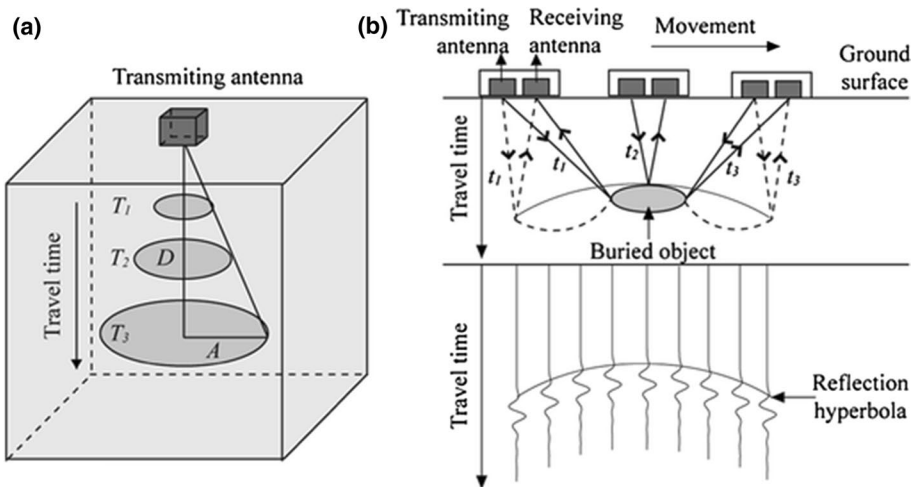 (a)
Transmiting antenna
T1
T2
D
T3
A
Travel time
(b)
Transmiting
antenna
Receiving
antenna
Movement
Ground
surface
Travel time
t1
t1
t2
t3
t3
Buried object
Travel time
Reflection
hyperbola